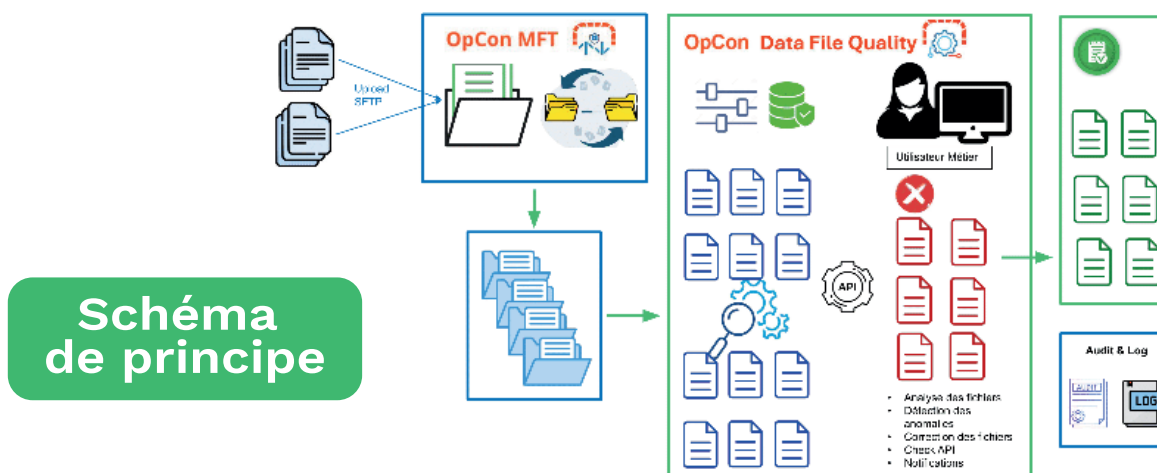 OpCon MFT
Upload
SFTP
OpCon Data File Quality
Utilisateur Métier
API
Schéma
de principe
Analyse des fichiers
Détection des
anomalies
Correction des fichiers
Check API
Notifications
Audit & Log
AUDIT
LOG